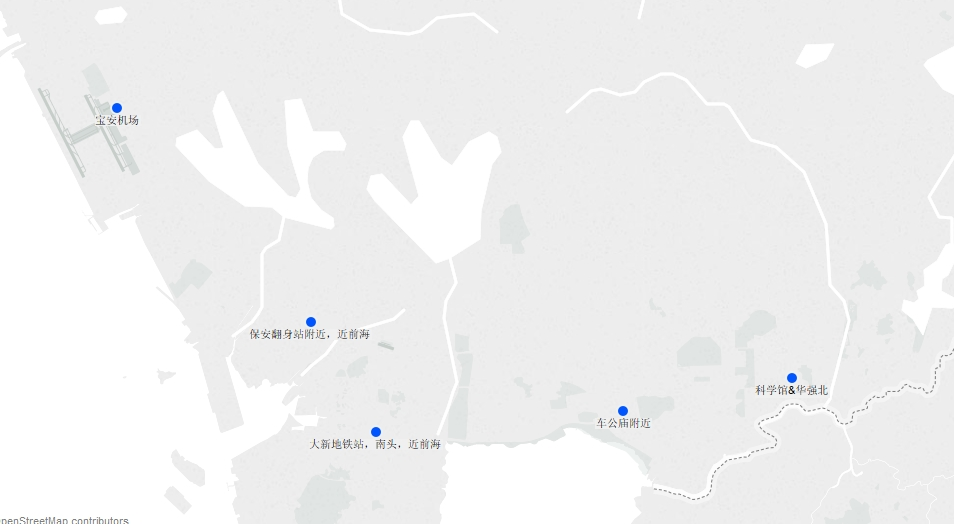 宝安机场
保安翻身站附近，近前海
科学馆&华强北
车公庙附近
大新地铁站，南头，近前海
penStreetMap contributors